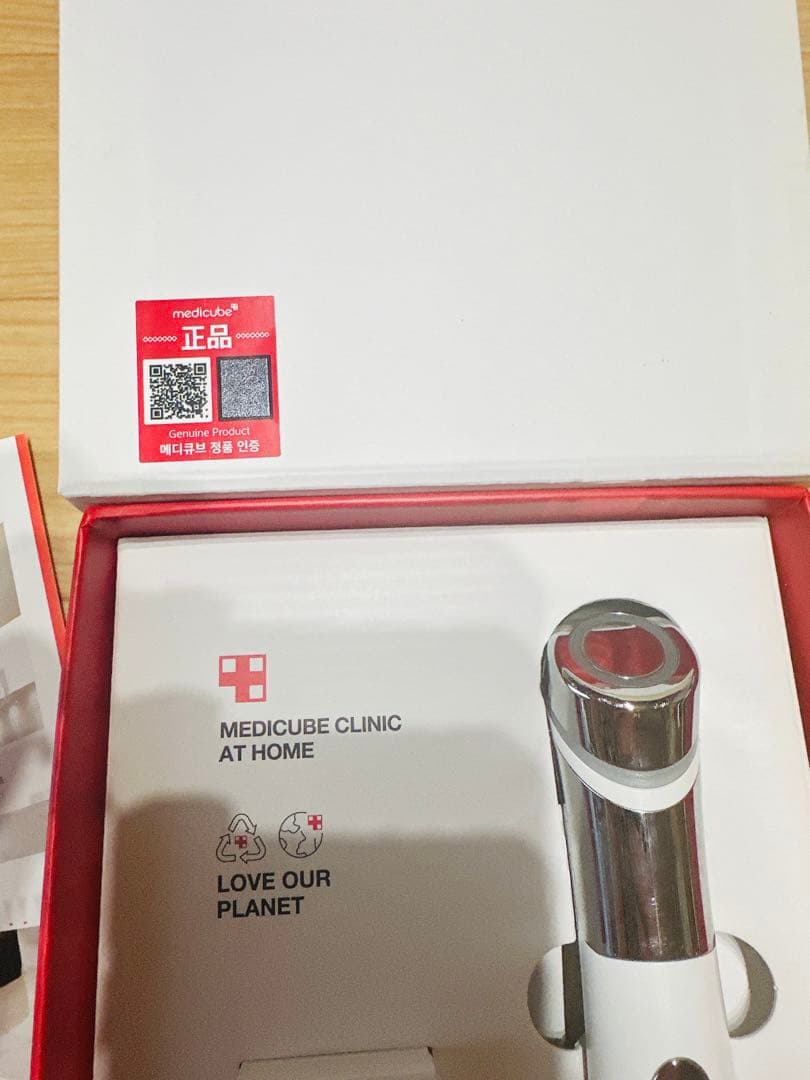 medicube
正品
Genuine Product
메디큐브 정품 인증
MEDICUBE CLINIC
AT HOME
LOVE OUR
PLANET